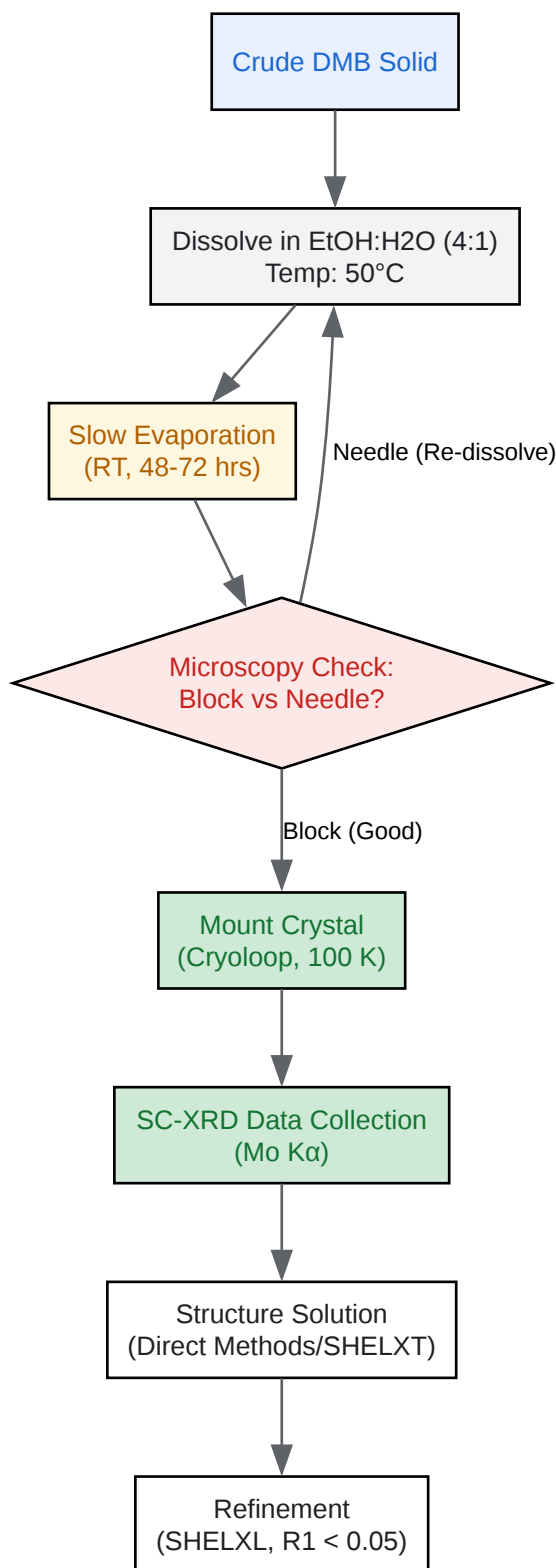 Crude DMB Solid
Dissolve in EtOH:H2O (4:1)
Temp: 50°C
Slow Evaporation
(RT, 48-72 hrs)
Needle (Re-dissolve)
Microscopy Check:
Block vs Needle?
Block (Good)
Mount Crystal
(Cryoloop, 100 K)
SC-XRD Data Collection
(Mo Kα)
Structure Solution
(Direct Methods/SHELXT)
Refinement
(SHELXL, R1 < 0.05)